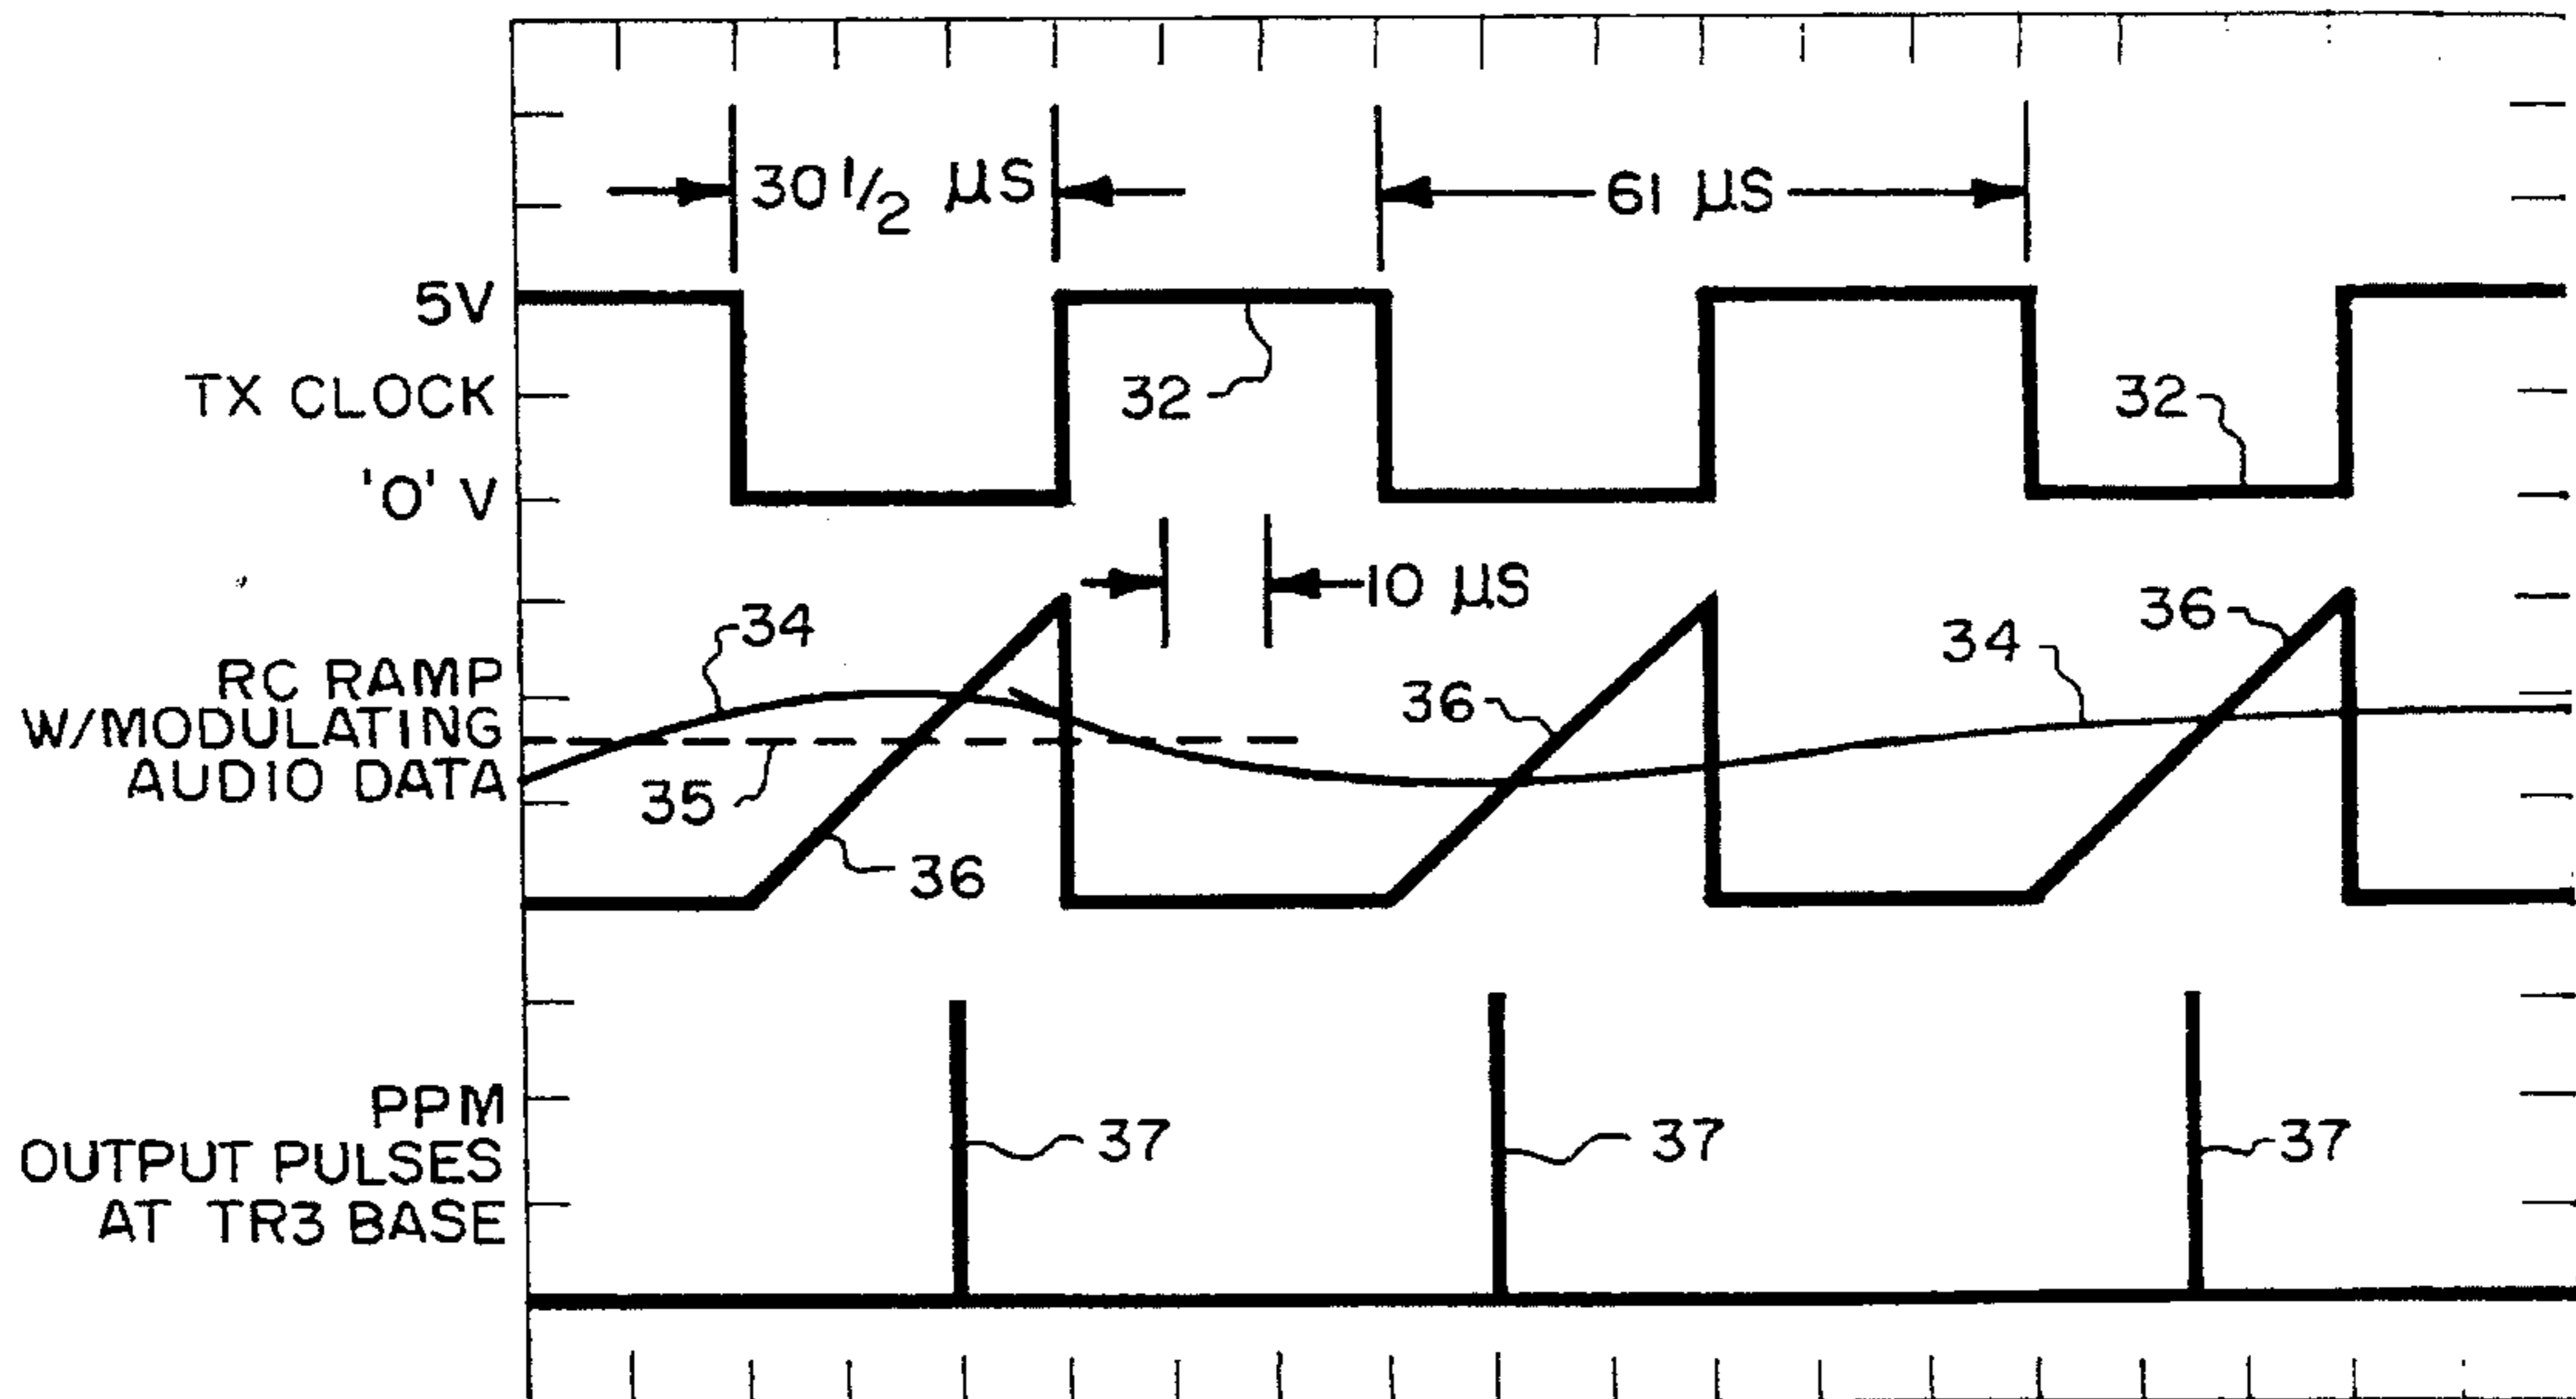 30 1/2 µS
61 µS
5V
TX CLOCK
'0' V
32
32
10 µS
34
34
36
RC RAMP
W/MODULATING
AUDIO DATA
36
35
36
PPM
OUTPUT PULSES
AT TR3 BASE
37
37
37